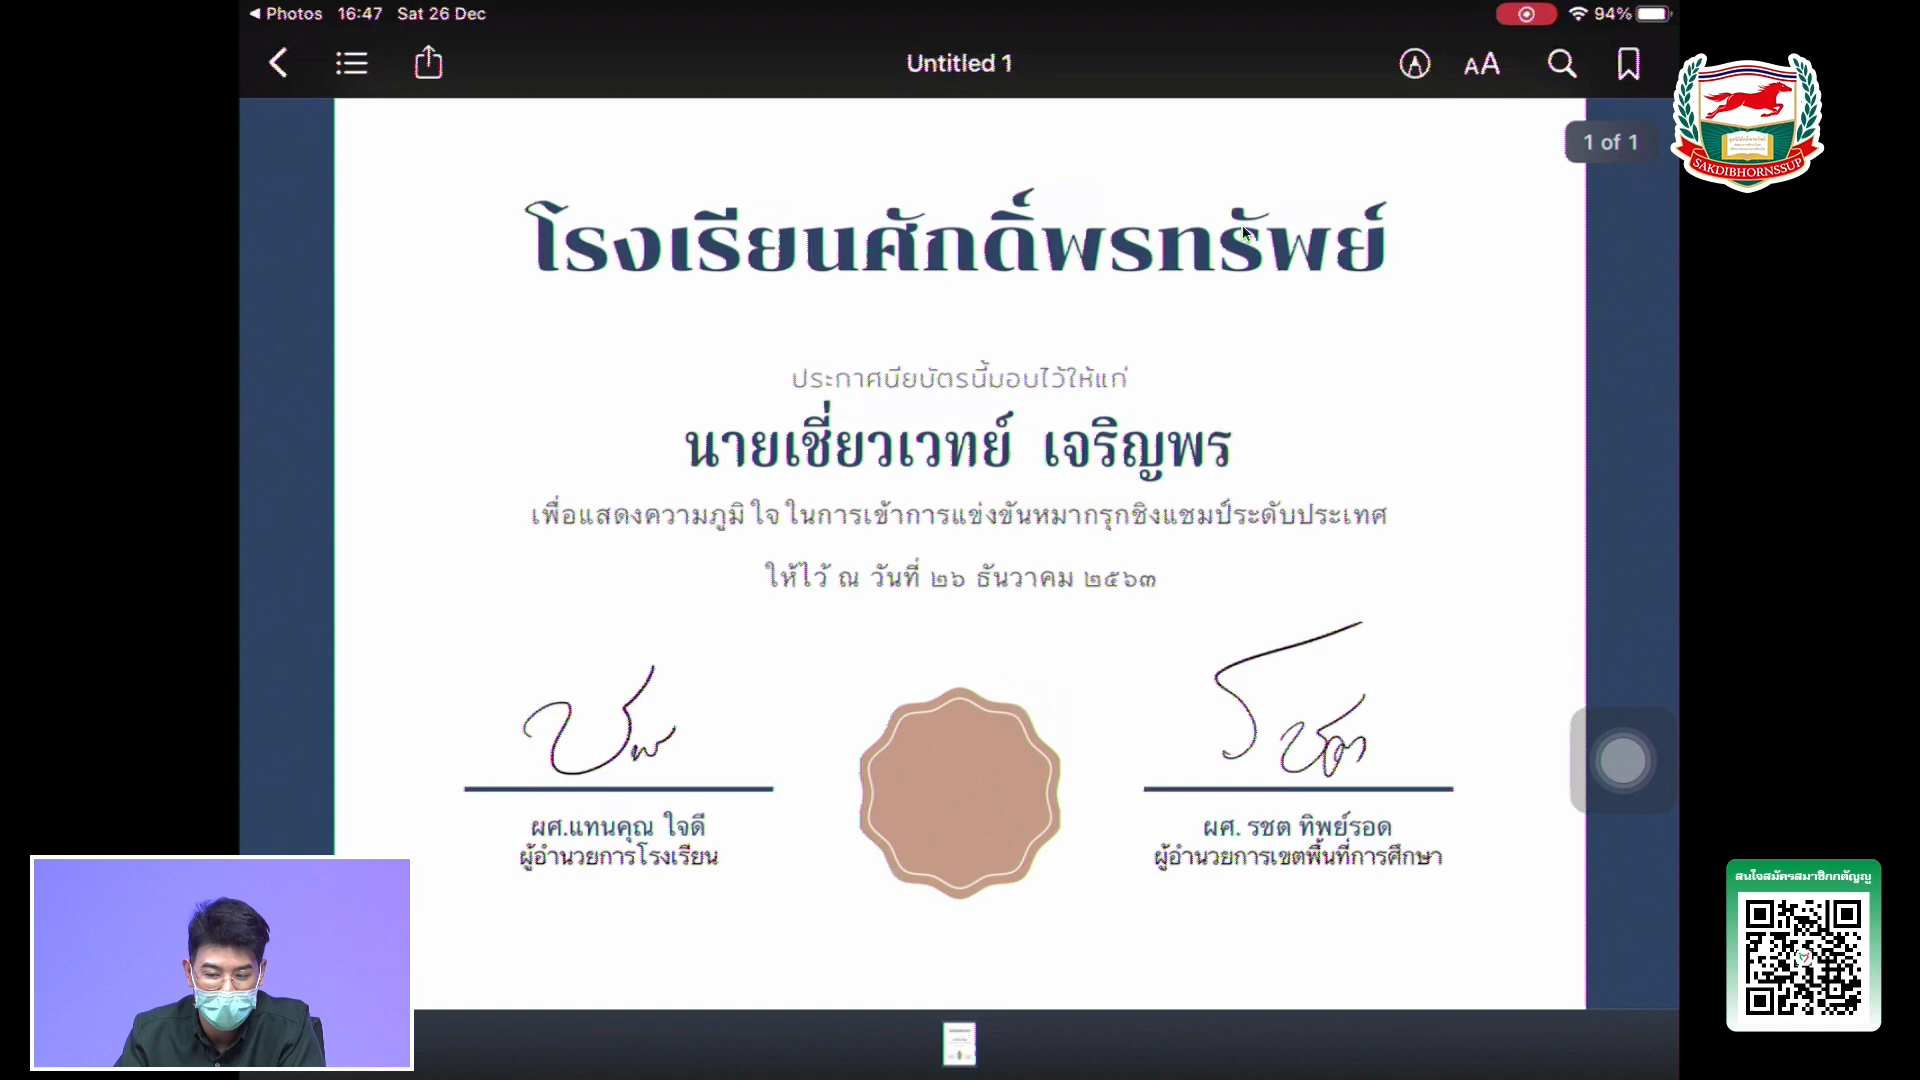 Photos 16:47 Sat 26 Dec
94%
Untitled 1
AA
1 of 1
SAKDIBHORNSSUP
โรงเรียนศักดิ์พรทรัพย์
ประกาศนียบัตรนี้มอบไว้ให้แก่
นายเชี่ยวเวทย์ เจริญพร
เพื่อแสดงความภูมิใจในการเข้าการแข่งขันหมากรุกชิงแชมป์ระดับประเทศ
ให้ไว้ ณ วันที่ ๒๖ ธันวาคม ๒๕๖๓
ผศ.แทนคุณ ใจดี
ผู้อำนวยการโรงเรียน
ผศ. รชต ทิพย์รอด
ผู้อำนวยการเขตพื้นที่การศึกษา
สนใจสมัครสมาชิกกตัญญู